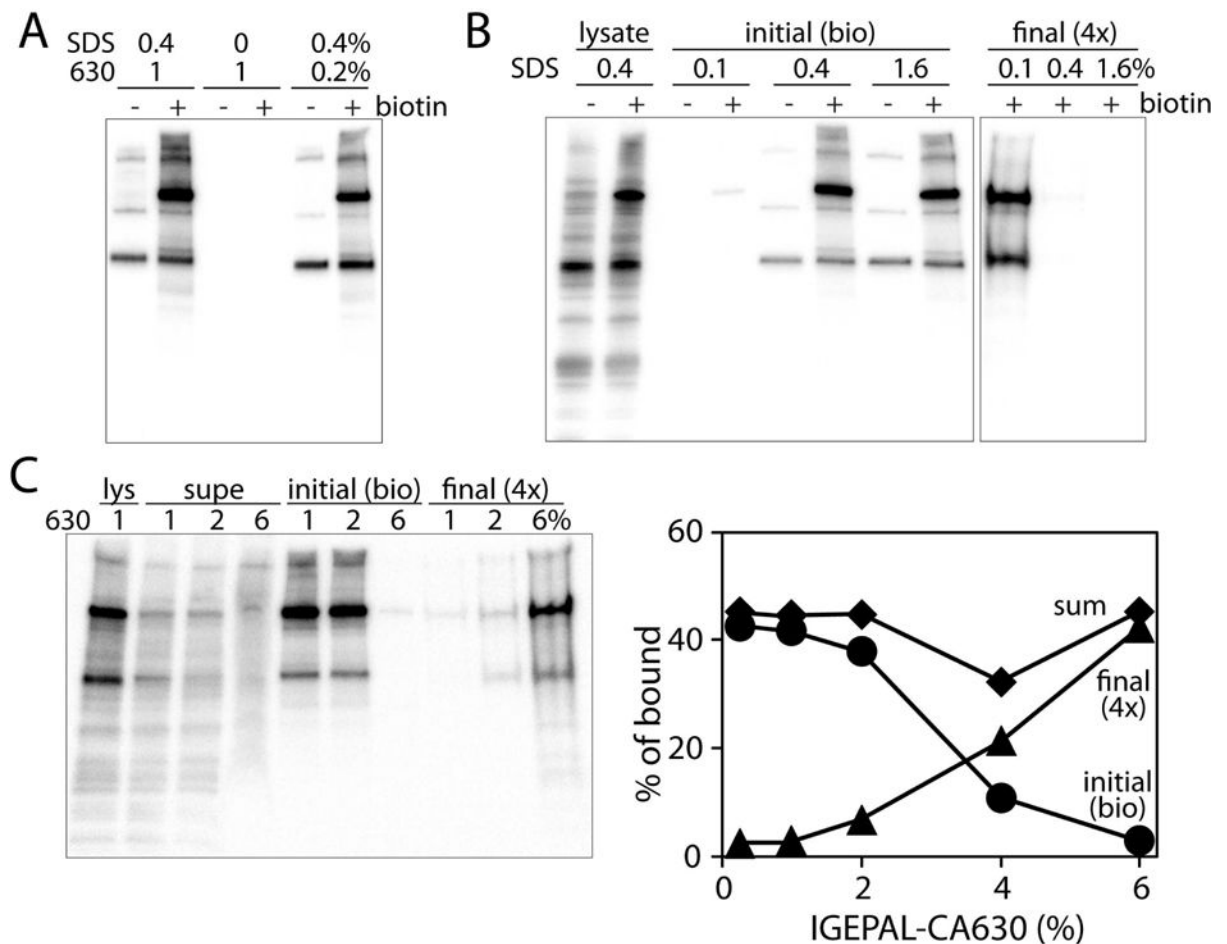 A
SDS 0.4 0 0.4%
630 1 1 0.2%
- + - + - + biotin
B
lysate initial (bio) final (4x)
SDS 0.4 0.1 0.4 1.6 0.1 0.4 1.6%
- + - + - + - + + + + biotin
C
lys supe initial (bio) final (4x)
630 1 1 2 6 1 2 6 1 2 6%
60
40
20
0
% of bound
sum
final
(4x)
initial
(bio)
0 2 4 6
IGEPAL-CA630 (%)